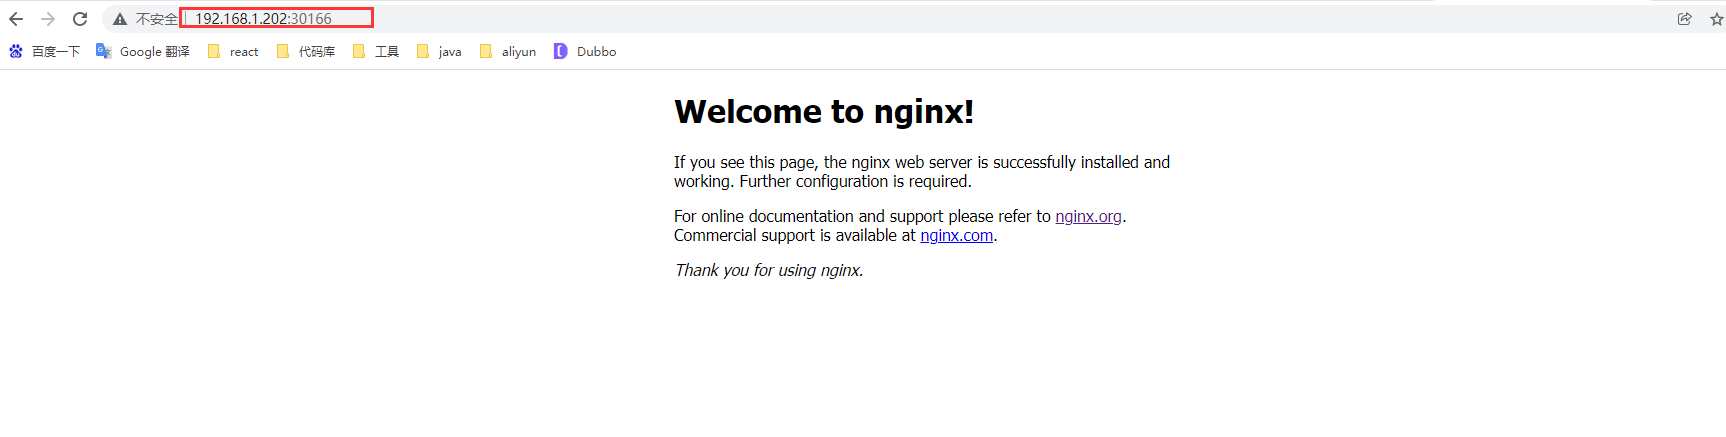 不安全 192.168.1.202:30166
百度一下 Google 翻译 react 代码库 工具 java aliyun Dubbo
Welcome to nginx!
If you see this page, the nginx web server is successfully installed and
working. Further configuration is required.
For online documentation and support please refer to nginx.org.
Commercial support is available at nginx.com.
Thank you for using nginx.